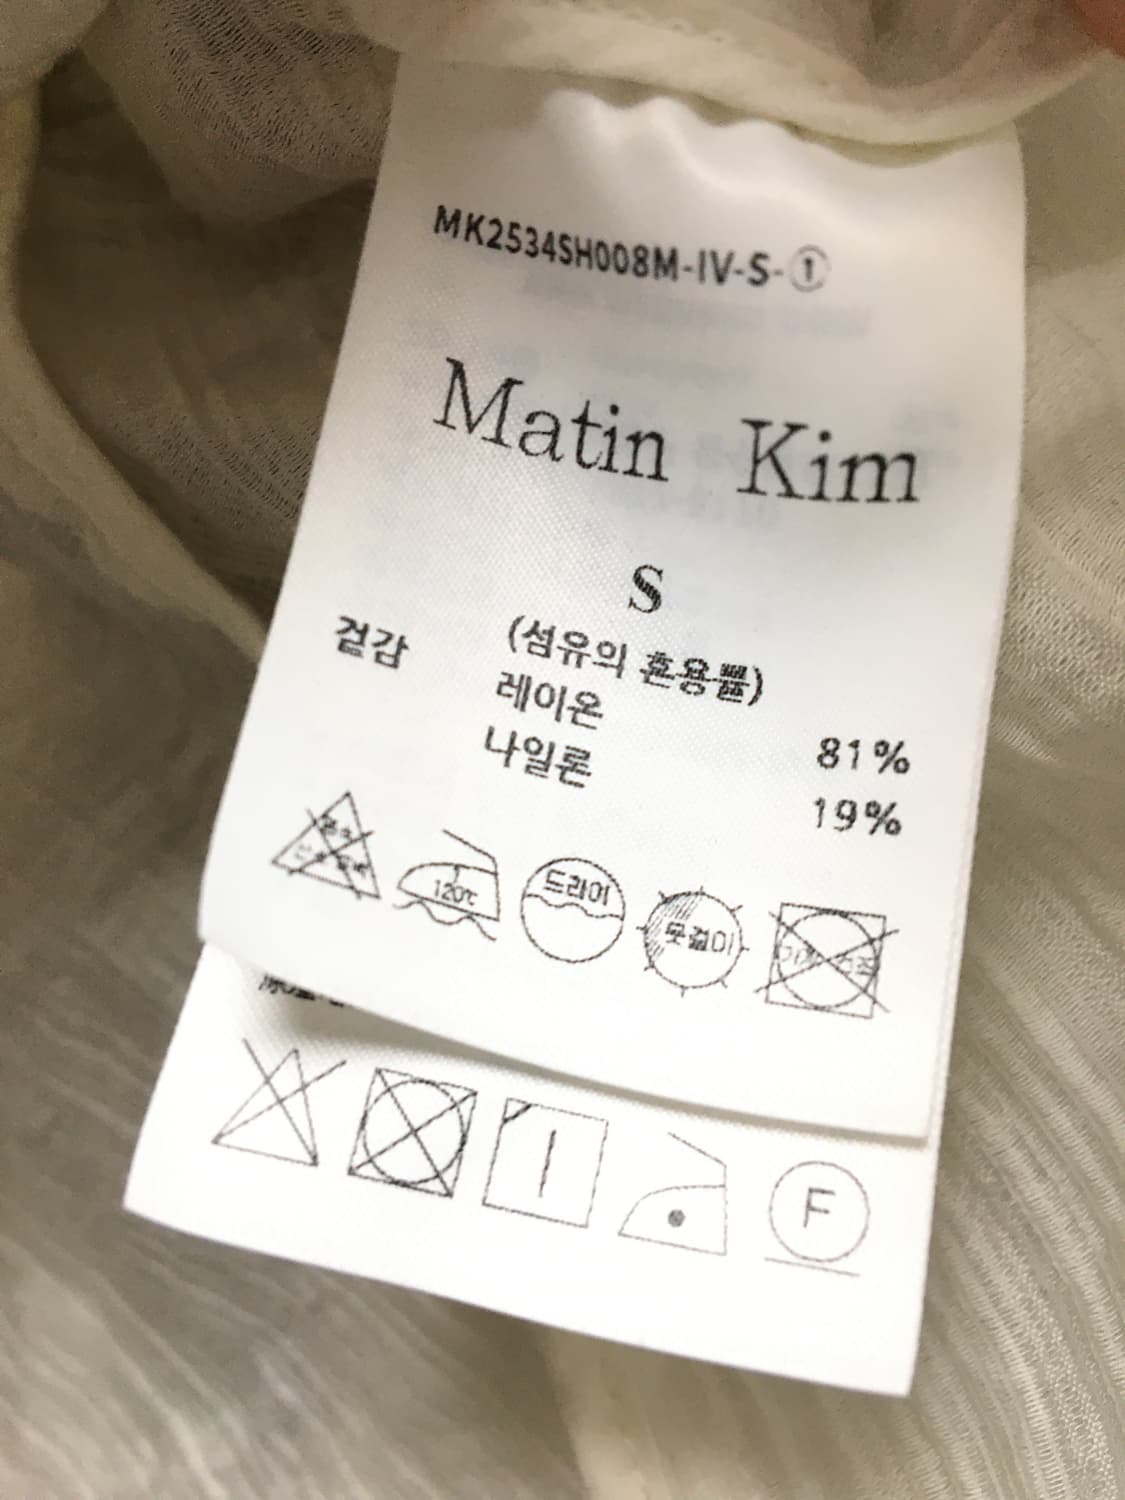 MK2534SH008M-IV-S-①
Matin Kim
S
겉감 (섬유의 혼용률)
레이온 81%
나일론 19%
120℃ 드라이 뭇걸이
F